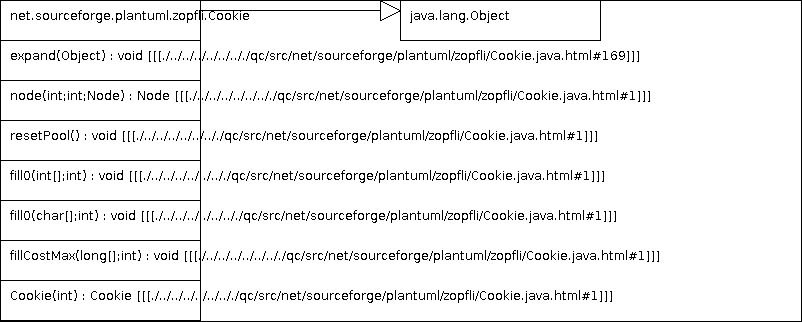 net.sourceforge.plantuml.zopfli.Cookie
java.lang.Object
expand(Object) : void [[[./../../../../../././qc/src/net/sourceforge/plantuml/zopfli/Cookie.java.html#169]]]
node(int;int;Node) : Node [[[./../../../../../././qc/src/net/sourceforge/plantuml/zopfli/Cookie.java.html#1]]]
resetPool() : void [[[./../../../../../././qc/src/net/sourceforge/plantuml/zopfli/Cookie.java.html#1]]]
fill0(int[];int) : void [[[./../../../../../././qc/src/net/sourceforge/plantuml/zopfli/Cookie.java.html#1]]]
fill0(char[];int) : void [[[./../../../../../././qc/src/net/sourceforge/plantuml/zopfli/Cookie.java.html#1]]]
fillCostMax(long[];int) : void [[[./../../../../../././qc/src/net/sourceforge/plantuml/zopfli/Cookie.java.html#1]]]
Cookie(int) : Cookie [[[./../../../../../././qc/src/net/sourceforge/plantuml/zopfli/Cookie.java.html#1]]]